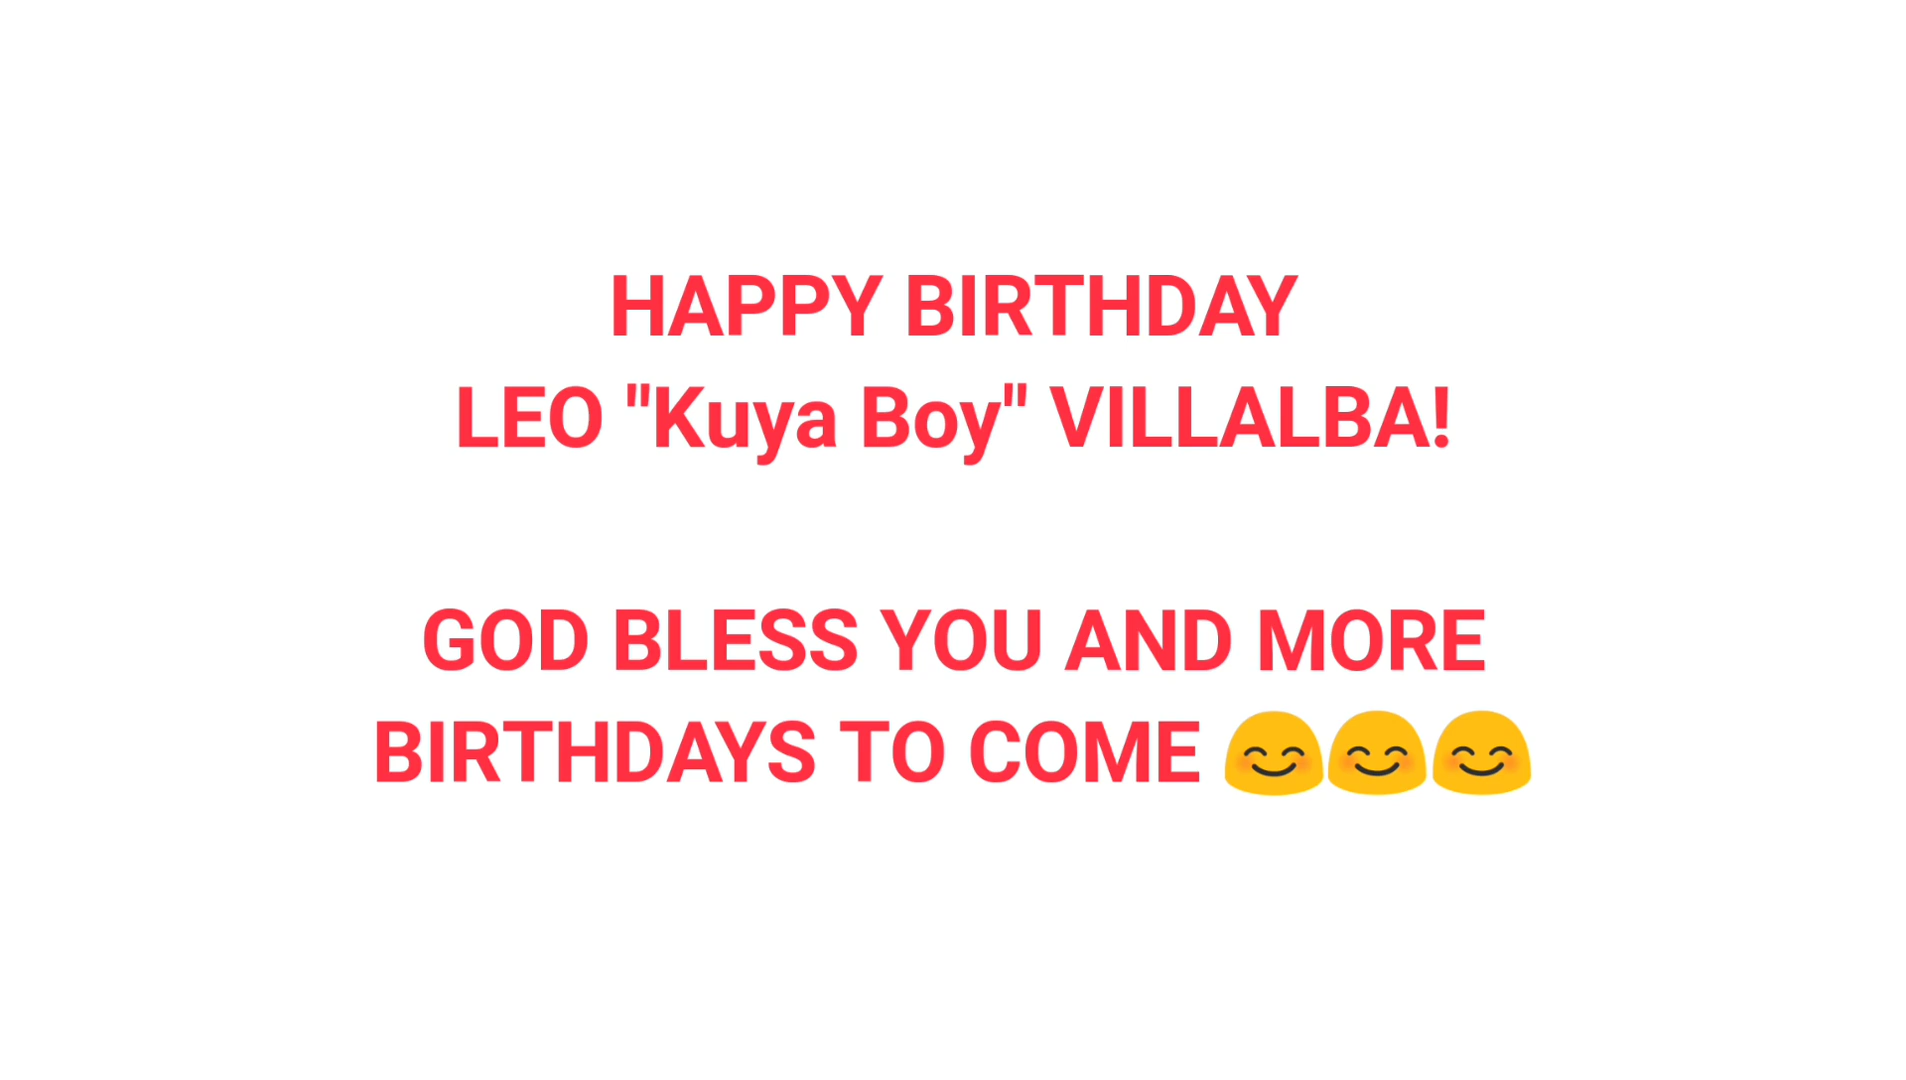 HAPPY BIRTHDAY
LEO "Kuya Boy" VILLALBA!
GOD BLESS YOU AND MORE
BIRTHDAYS TO COME 😊😊😊